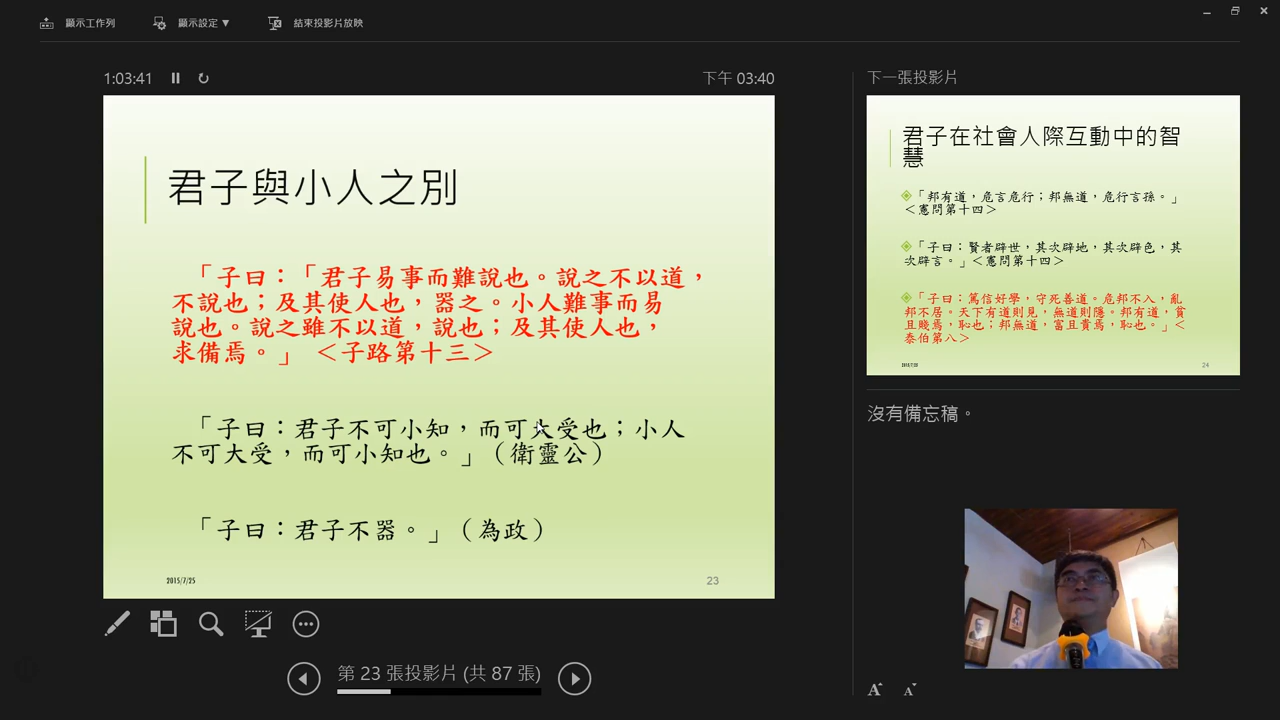 顯示工作列
顯示設定▼
結束投影片放映
1:03:41
下午 03:40
君子與小人之別
「子曰：「君子易事而難說也。說之不以道，
不說也；及其使人也，器之。小人難事而易
說也。說之雖不以道，說也；及其使人也，
求備焉。」 ＜子路第十三＞
「子曰：君子不可小知，而可大受也；小人
不可大受，而可小知也。」（衛靈公）
「子曰：君子不器。」（為政）
2015/7/25
23
第 23 張投影片 (共 87 張)
下一張投影片
君子在社會人際互動中的智
慧
「邦有道，危言危行；邦無道，危行言孫。」
＜憲問第十四＞
「子曰：賢者辟世，其次辟地，其次辟色，其
次辟言。」＜憲問第十四＞
「子曰：篤信好學，守死善道。危邦不入，亂
邦不居。天下有道則見，無道則隱。邦有道，貧
且賤焉，恥也；邦無道，富且貴焉，恥也。」＜
泰伯第八＞
2015/7/25
24
沒有備忘稿。
A A